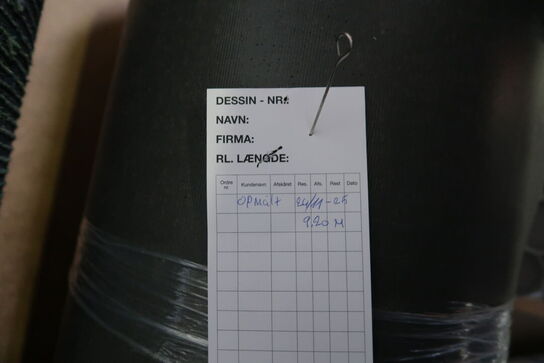 DESSIN - NR.:
NAVN:
FIRMA:
RL. LÆNGDE:
Ordre nr. Kundenavn Afskåret Res. Afs. Rest Dato
OPMålt 24/11-25
9,20 M